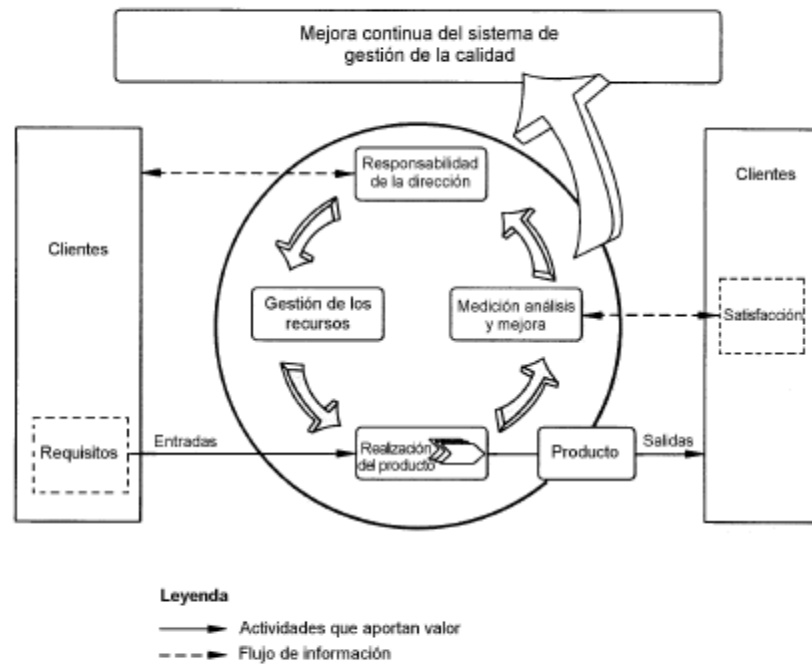 Mejora continua del sistema de
gestión de la calidad
Responsabilidad
de la dirección
Clientes
Clientes
Gestión de los
recursos
Medición análisis
y mejora
Satisfacción
Requisitos
Entradas
Realización
del producto
Producto
Salidas
Leyenda
Actividades que aportan valor
Flujo de información